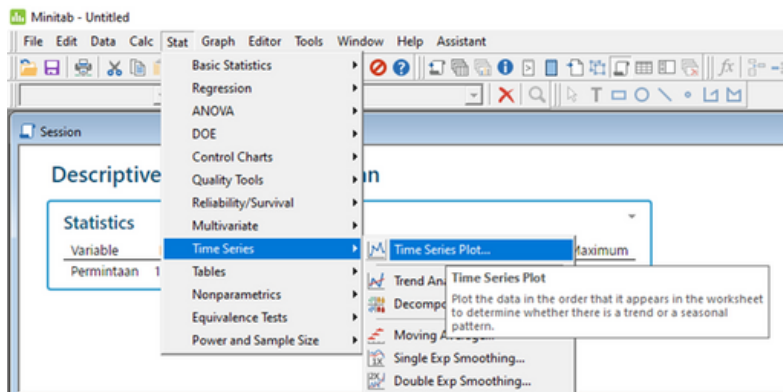 Minitab - Untitled
File Edit Data Calc Stat Graph Editor Tools Window Help Assistant
Session
Descriptive
Statistics
Variable
Maximum
Permintaan 1
Basic Statistics
Regression
ANOVA
DOE
Control Charts
Quality Tools
Reliability/Survival
Multivariate
Time Series
Tables
Nonparametrics
Equivalence Tests
Power and Sample Size
Time Series Plot...
Trend An
Decompo
Moving Average...
Single Exp Smoothing...
Double Exp Smoothing...
Time Series Plot
Plot the data in the order that it appears in the worksheet
to determine whether there is a trend or a seasonal
pattern.